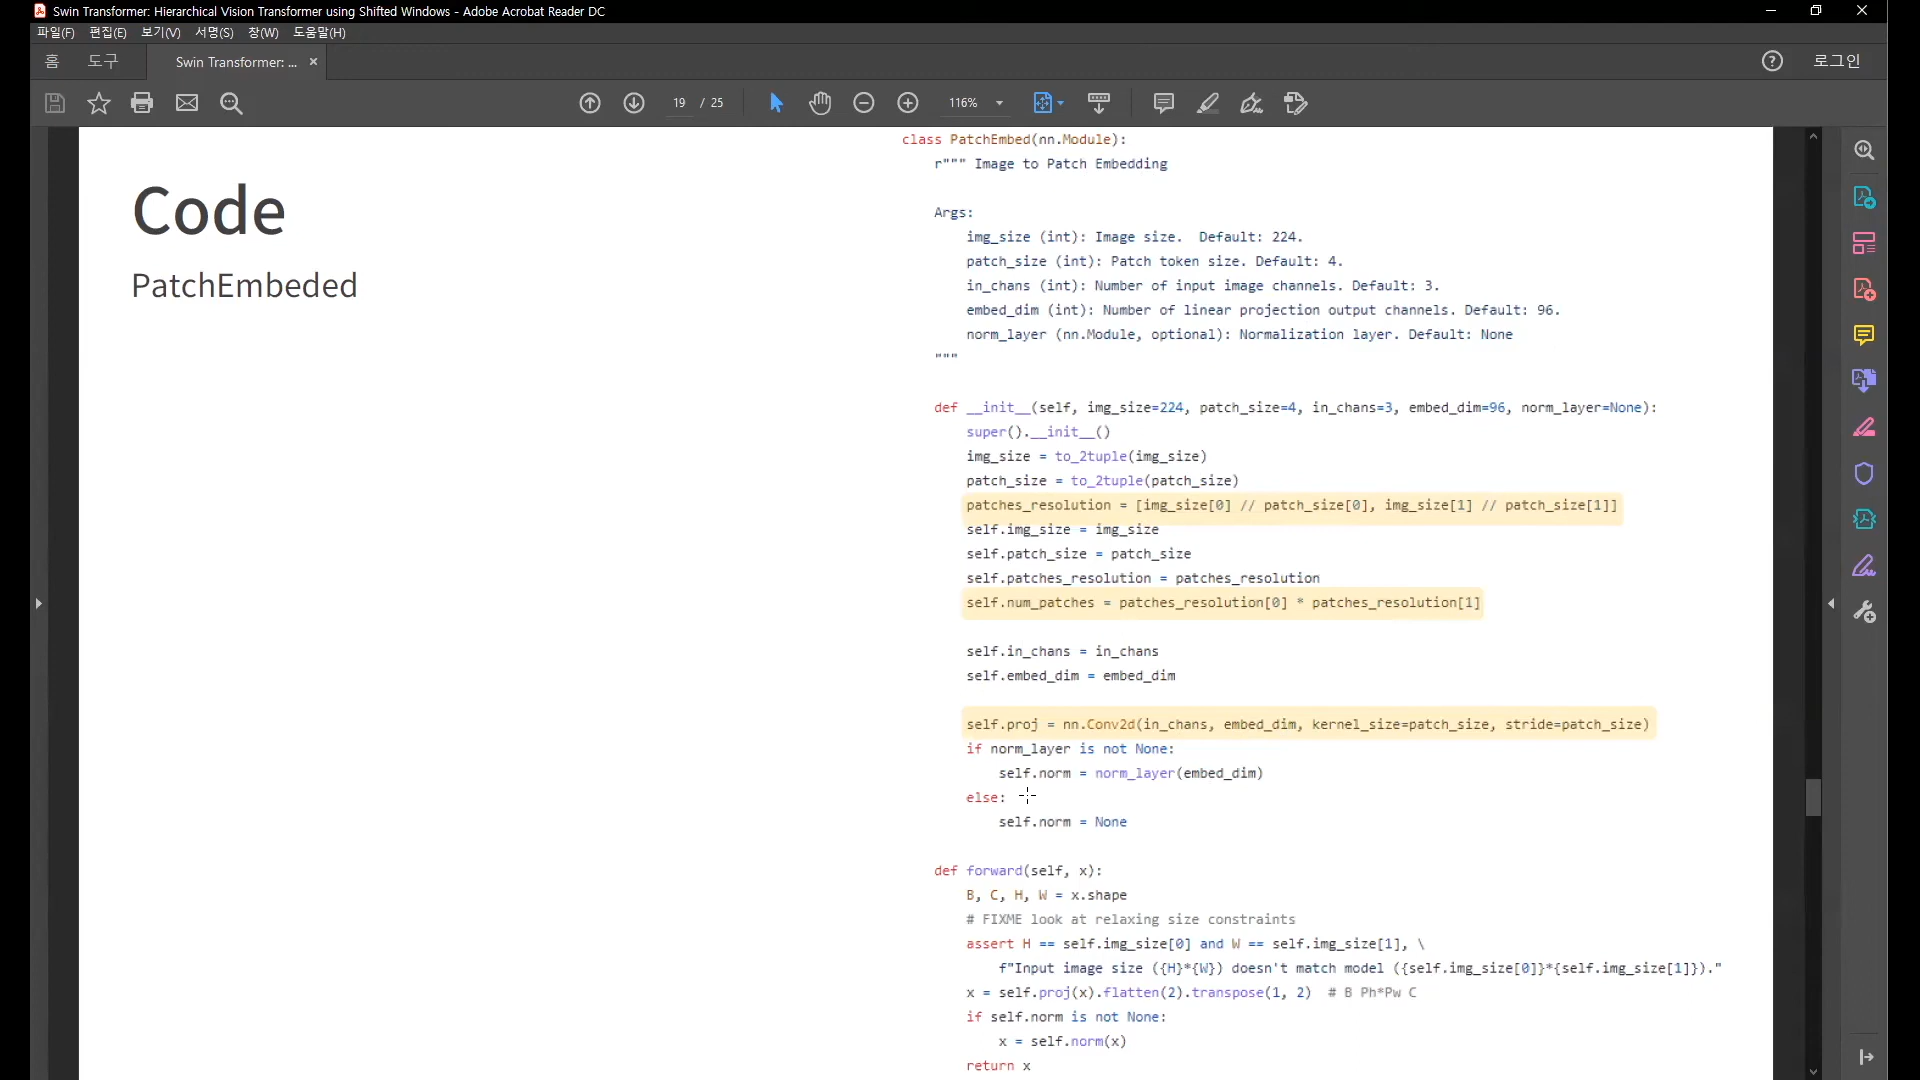 Swin Transformer: Hierarchical Vision Transformer using Shifted Windows - Adobe Acrobat Reader DC
파일(F) 편집(E) 보기(V) 서명(S) 창(W) 도움말(H)
홈 도구 Swin Transformer: ... × ? 로그인
19 / 25 116%
Code
PatchEmbeded
class PatchEmbed(nn.Module):
    r""" Image to Patch Embedding

    Args:
        img_size (int): Image size.  Default: 224.
        patch_size (int): Patch token size. Default: 4.
        in_chans (int): Number of input image channels. Default: 3.
        embed_dim (int): Number of linear projection output channels. Default: 96.
        norm_layer (nn.Module, optional): Normalization layer. Default: None
    """

    def __init__(self, img_size=224, patch_size=4, in_chans=3, embed_dim=96, norm_layer=None):
        super().__init__()
        img_size = to_2tuple(img_size)
        patch_size = to_2tuple(patch_size)
        patches_resolution = [img_size[0] // patch_size[0], img_size[1] // patch_size[1]]
        self.img_size = img_size
        self.patch_size = patch_size
        self.patches_resolution = patches_resolution
        self.num_patches = patches_resolution[0] * patches_resolution[1]

        self.in_chans = in_chans
        self.embed_dim = embed_dim

        self.proj = nn.Conv2d(in_chans, embed_dim, kernel_size=patch_size, stride=patch_size)
        if norm_layer is not None:
            self.norm = norm_layer(embed_dim)
        else:
            self.norm = None

    def forward(self, x):
        B, C, H, W = x.shape
        # FIXME look at relaxing size constraints
        assert H == self.img_size[0] and W == self.img_size[1], \
            f"Input image size ({H}*{W}) doesn't match model ({self.img_size[0]}*{self.img_size[1]})."
        x = self.proj(x).flatten(2).transpose(1, 2)  # B Ph*Pw C
        if self.norm is not None:
            x = self.norm(x)
        return x